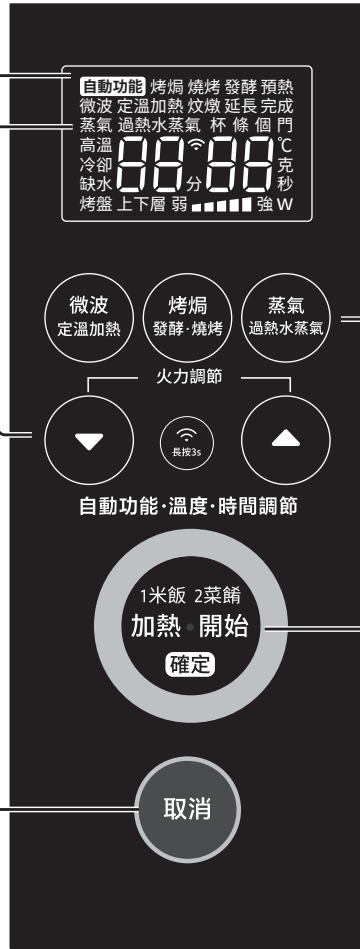 自動功能 烤焗 燒烤 發酵 預熱
微波 定溫加熱 炆燉 延長 完成
蒸氣 過熱水蒸氣 杯 條 個 門
高溫 88 88 ℃
冷卻 克
缺水 分 秒
烤盤 上下層 弱 強 W
微波 烤焗 蒸氣
定溫加熱 發酵·燒烤 過熱水蒸氣
火力調節
長按3s
自動功能·溫度·時間調節
1米飯 2菜餚
加熱 開始
確定
取消